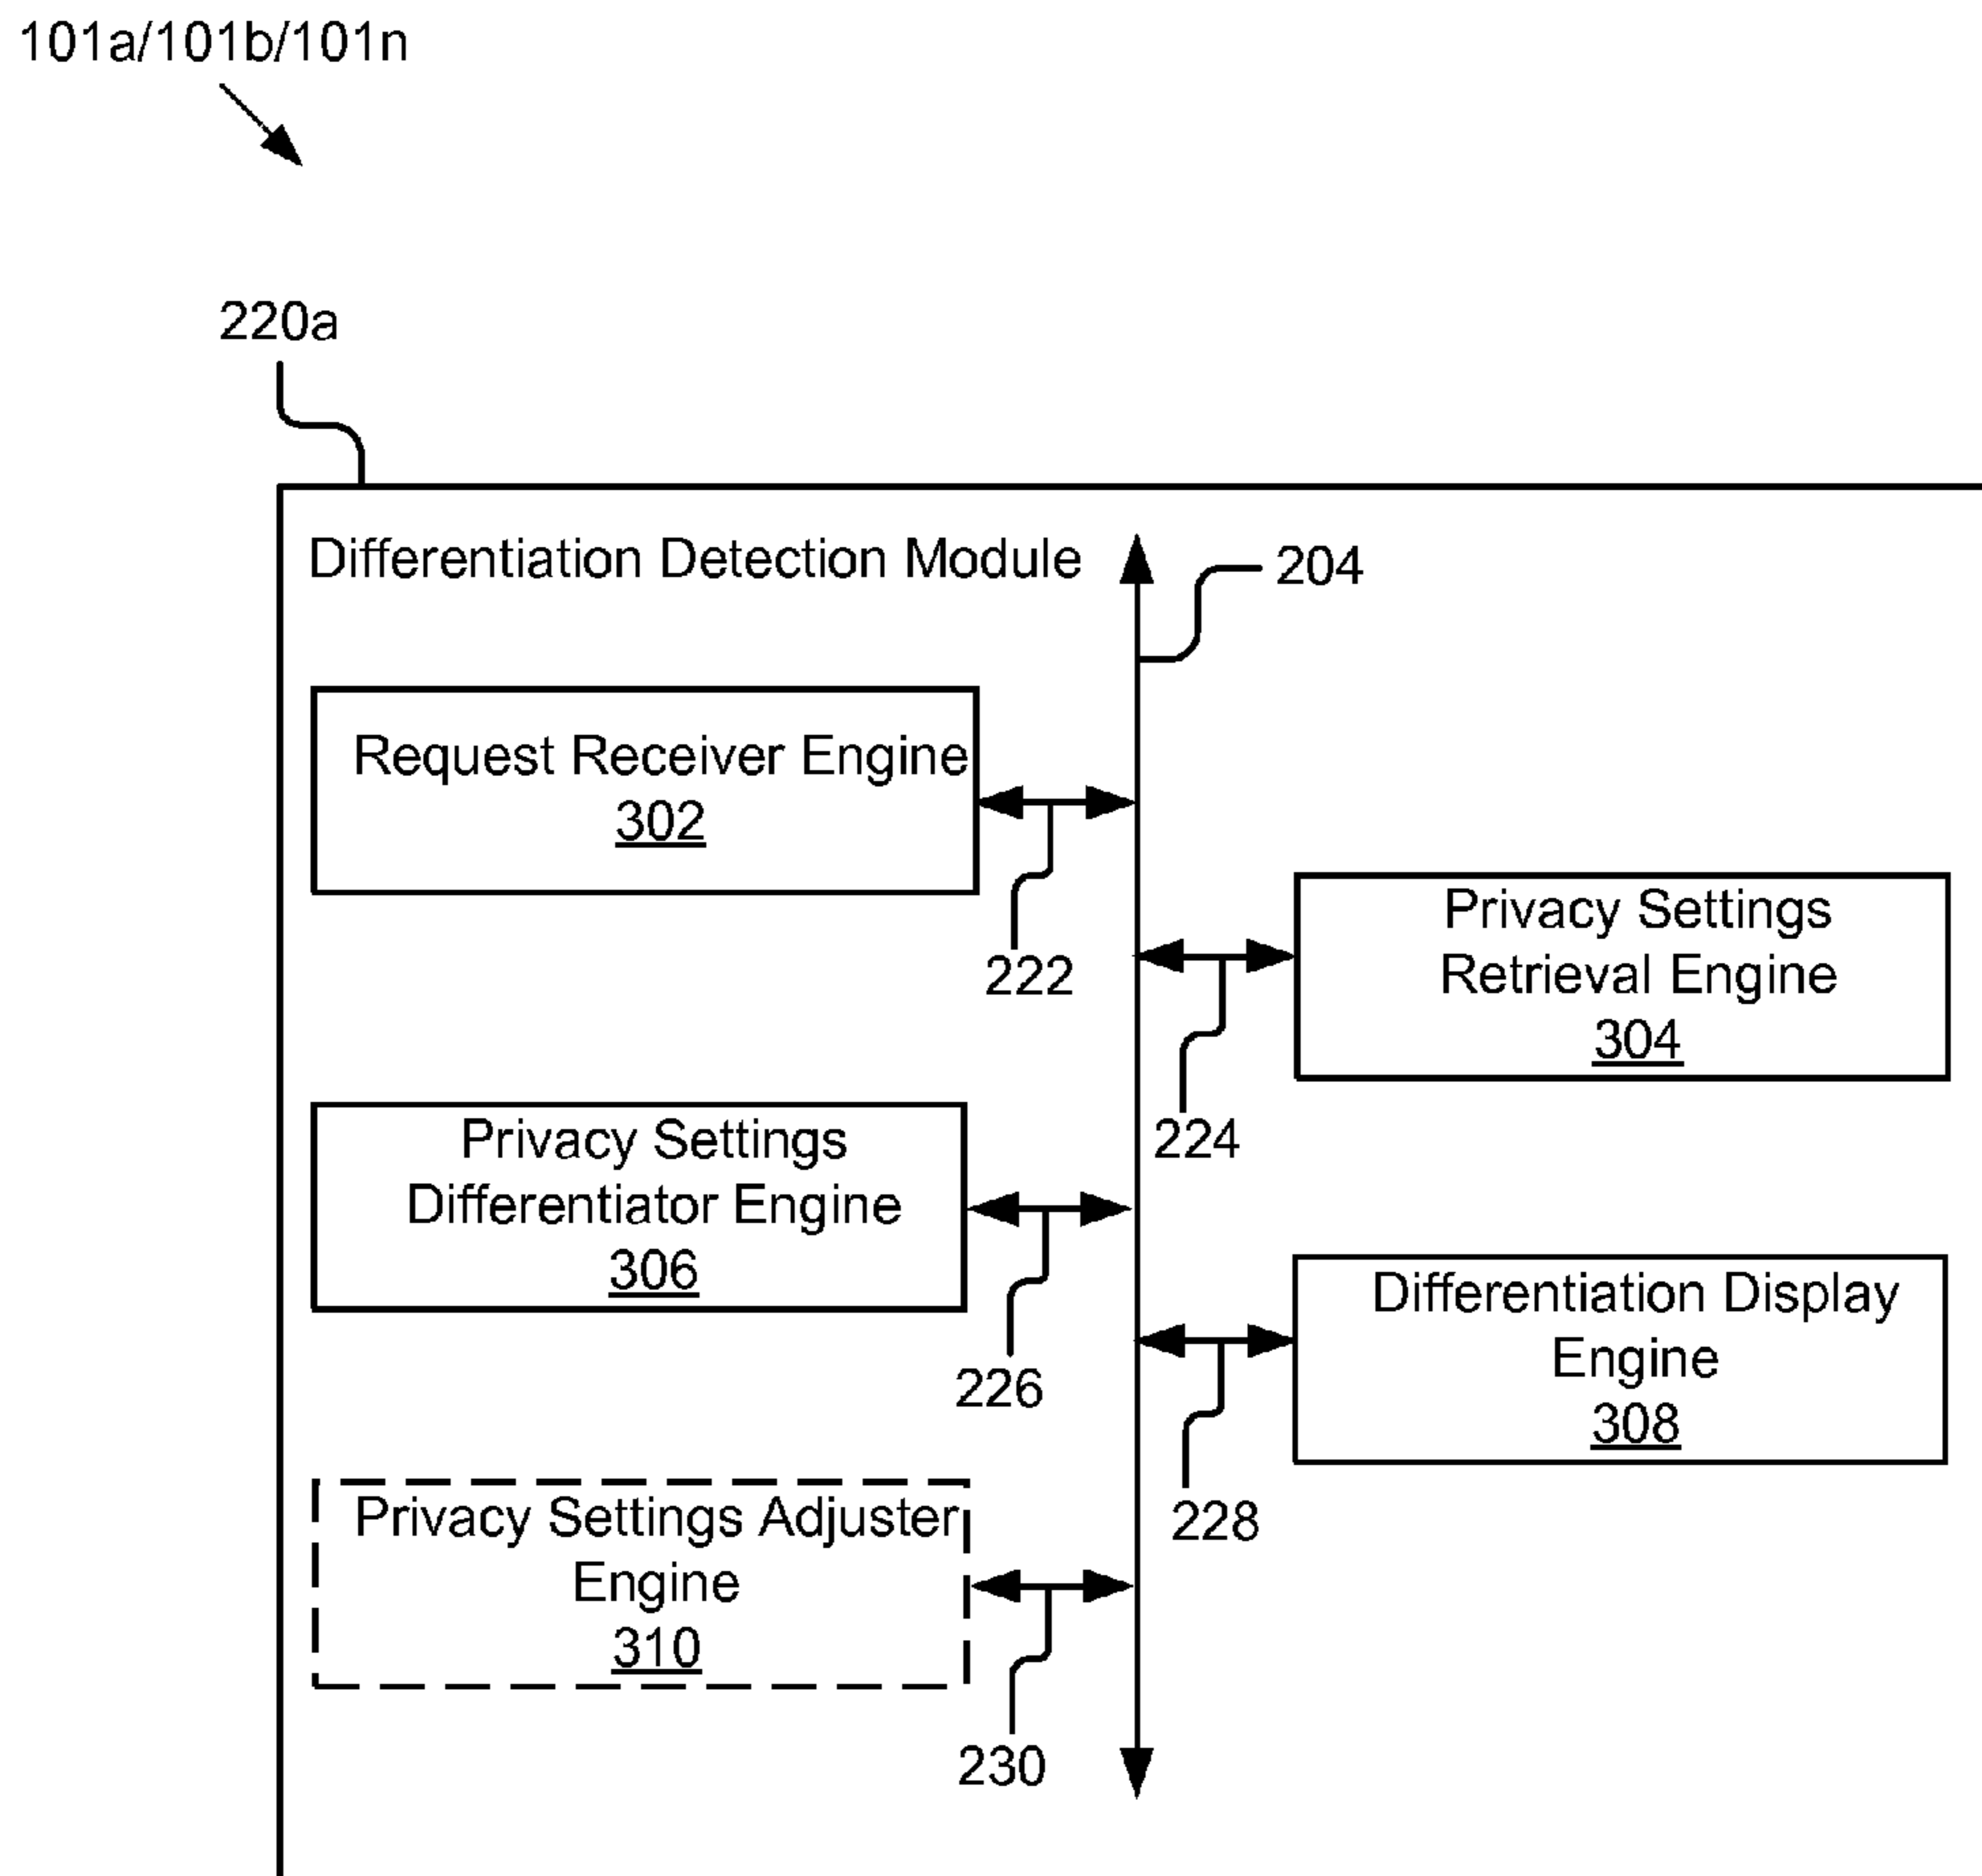 101a/101b/101n
220a
Differentiation Detection Module
204
Request Receiver Engine
302
222
Privacy Settings
Retrieval Engine
304
224
Privacy Settings
Differentiator Engine
306
226
Differentiation Display
Engine
308
228
Privacy Settings Adjuster
Engine
310
230